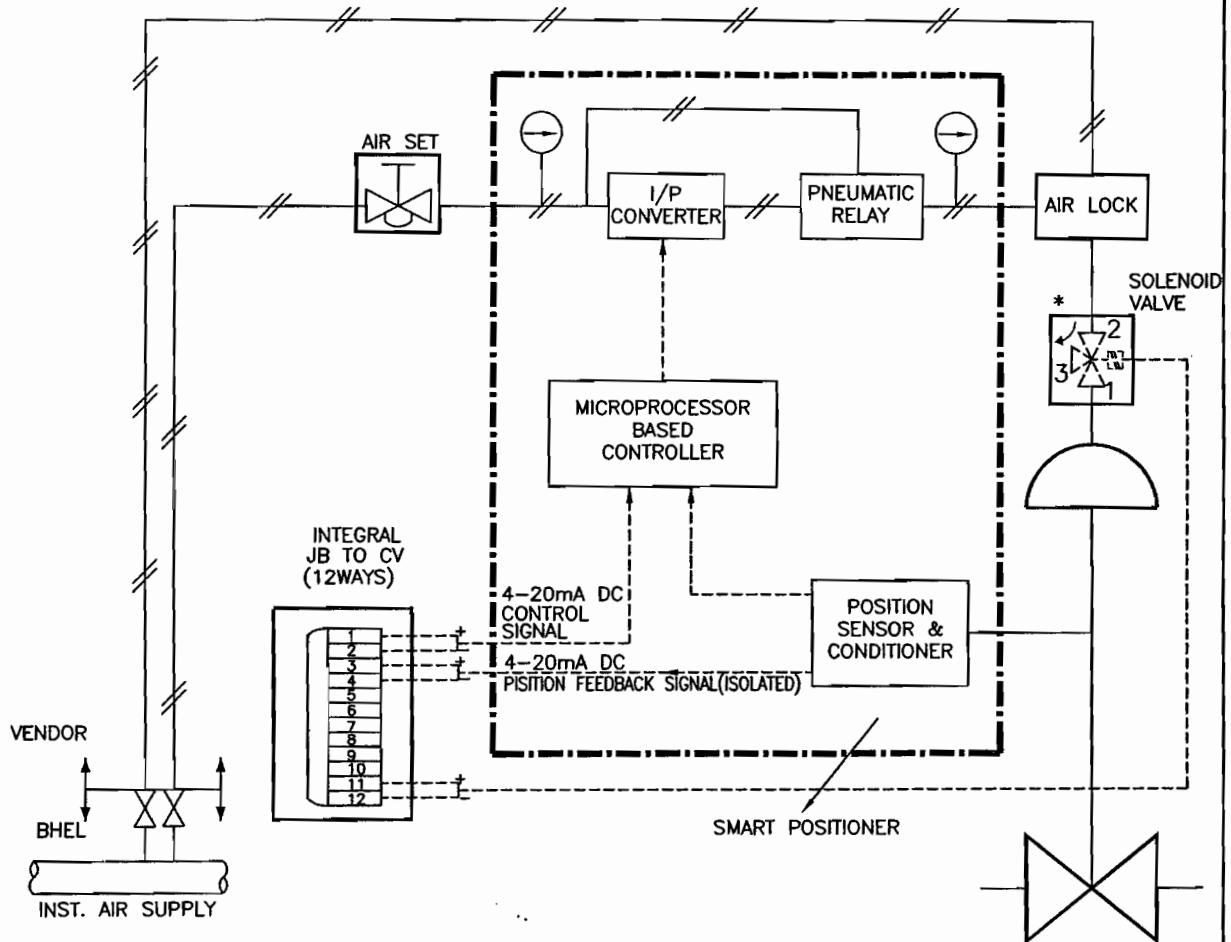 AIR SET
I/P
CONVERTER
PNEUMATIC
RELAY
AIR LOCK
SOLENOID
VALVE
*
2
3
1
MICROPROCESSOR
BASED
CONTROLLER
INTEGRAL
JB TO CV
(12WAYS)
4-20mA DC
CONTROL
SIGNAL
POSITION
SENSOR &
CONDITIONER
1
2
3
4
5
6
7
8
9
10
11
12
+
-
+
-
+
-
4-20mA DC
PISITION FEEDBACK SIGNAL(ISOLATED)
VENDOR
BHEL
SMART POSITIONER
INST. AIR SUPPLY